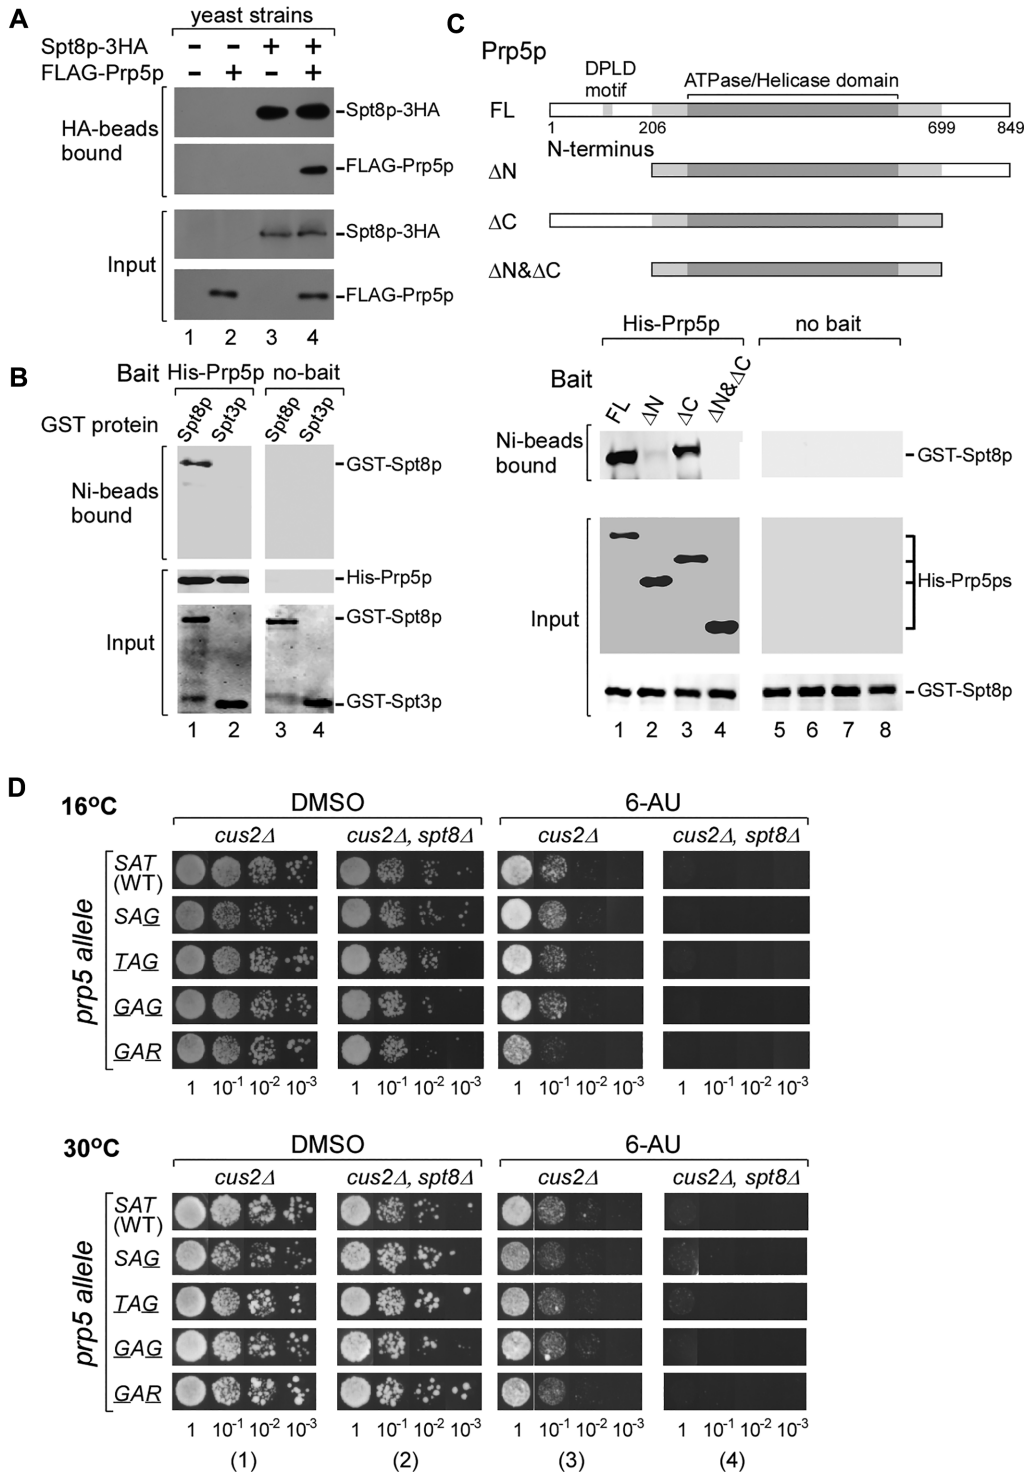 A
yeast strains
Spt8p-3HA - - + +
FLAG-Prp5p - + - +
HA-beads
bound
Spt8p-3HA
FLAG-Prp5p
Input
Spt8p-3HA
FLAG-Prp5p
1 2 3 4
B
Bait His-Prp5p no-bait
GST protein Spt8p Spt3p Spt8p Spt3p
Ni-beads
bound
GST-Spt8p
His-Prp5p
Input
GST-Spt8p
GST-Spt3p
1 2 3 4
C
Prp5p
DPLD
motif
ATPase/Helicase domain
FL
1 206 699 849
N-terminus
ΔN
ΔC
ΔN&ΔC
His-Prp5p no bait
Bait
FL ΔN ΔC ΔN&ΔC
Ni-beads
bound
GST-Spt8p
Input
His-Prp5ps
GST-Spt8p
1 2 3 4 5 6 7 8
D
16°C
DMSO 6-AU
cus2Δ cus2Δ, spt8Δ cus2Δ cus2Δ, spt8Δ
prp5 allele
SAT
(WT)
SAG
TAG
GAG
GAR
1 10⁻¹ 10⁻² 10⁻³ 1 10⁻¹ 10⁻² 10⁻³ 1 10⁻¹ 10⁻² 10⁻³ 1 10⁻¹ 10⁻² 10⁻³
30°C
DMSO 6-AU
cus2Δ cus2Δ, spt8Δ cus2Δ cus2Δ, spt8Δ
prp5 allele
SAT
(WT)
SAG
TAG
GAG
GAR
1 10⁻¹ 10⁻² 10⁻³ 1 10⁻¹ 10⁻² 10⁻³ 1 10⁻¹ 10⁻² 10⁻³ 1 10⁻¹ 10⁻² 10⁻³
(1) (2) (3) (4)